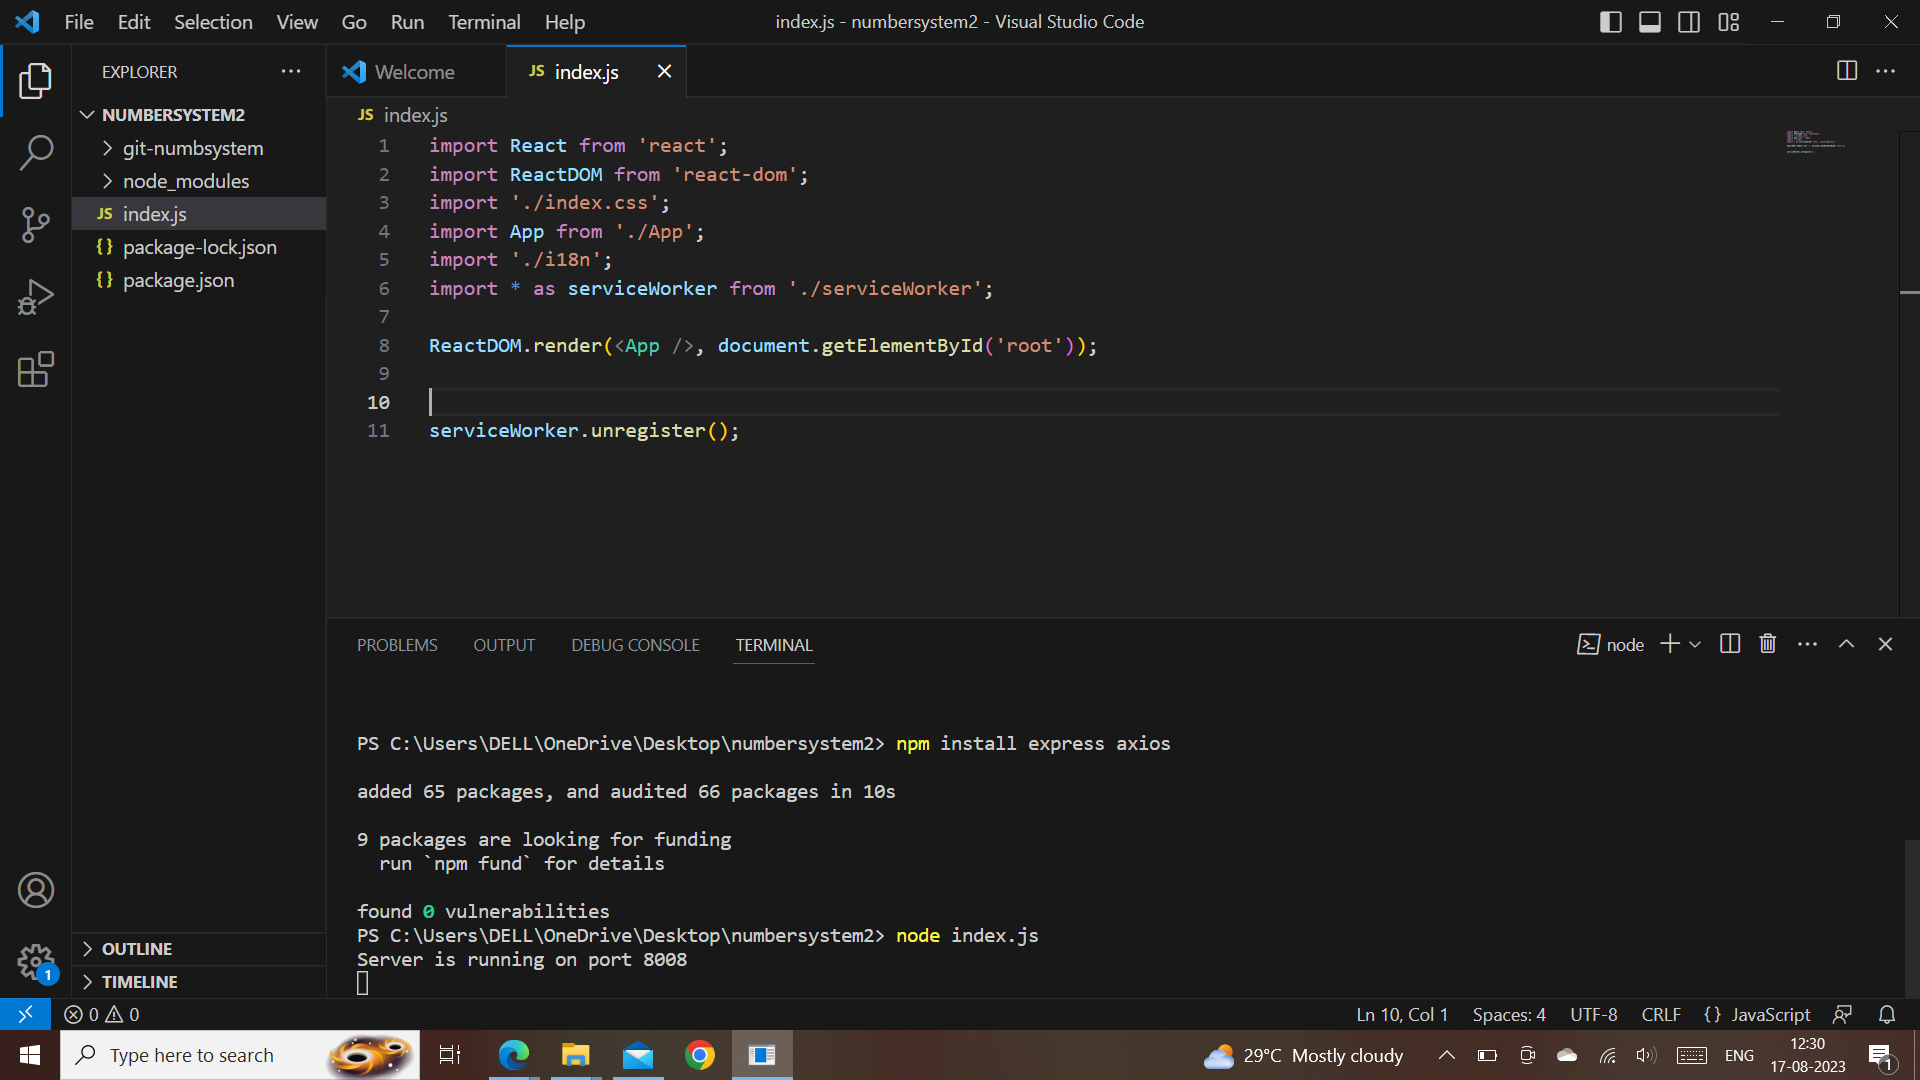 File Edit Selection View Go Run Terminal Help
index.js - numbersystem2 - Visual Studio Code
EXPLORER
NUMBERSYSTEM2
git-numbsystem
node_modules
JS index.js
{} package-lock.json
{} package.json
OUTLINE
TIMELINE
Welcome
JS index.js
JS index.js
1 import React from 'react';
2 import ReactDOM from 'react-dom';
3 import './index.css';
4 import App from './App';
5 import './i18n';
6 import * as serviceWorker from './serviceWorker';
7
8 ReactDOM.render(<App />, document.getElementById('root'));
9
10
11 serviceWorker.unregister();
PROBLEMS OUTPUT DEBUG CONSOLE TERMINAL
node
PS C:\Users\DELL\OneDrive\Desktop\numbersystem2> npm install express axios
added 65 packages, and audited 66 packages in 10s
9 packages are looking for funding
run `npm fund` for details
found 0 vulnerabilities
PS C:\Users\DELL\OneDrive\Desktop\numbersystem2> node index.js
Server is running on port 8008
1
0 0
Ln 10, Col 1 Spaces: 4 UTF-8 CRLF {} JavaScript
Type here to search
29°C Mostly cloudy
ENG
12:30
17-08-2023
1